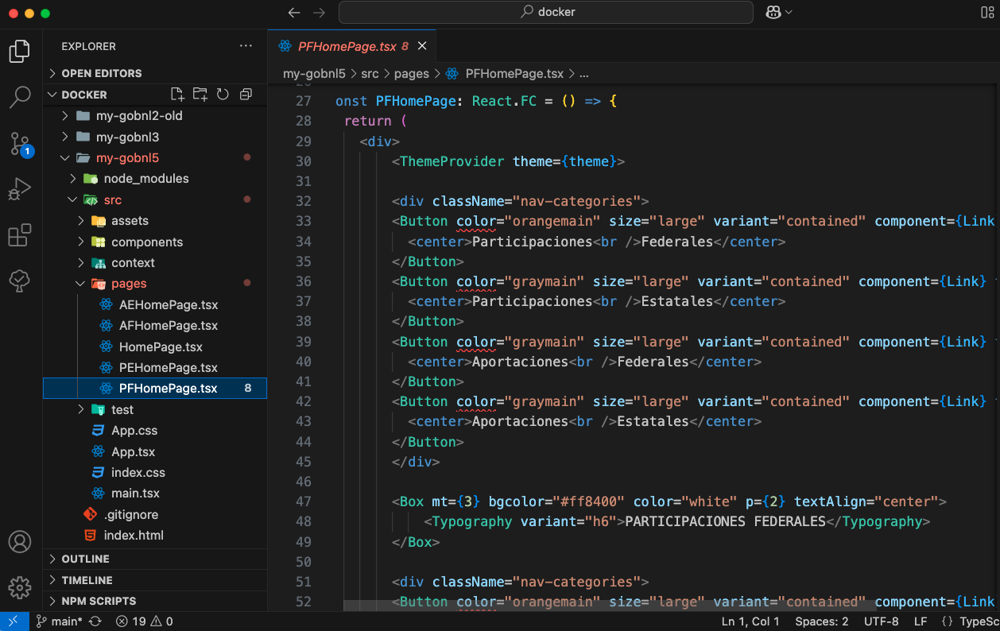 docker
EXPLORER
OPEN EDITORS
DOCKER
my-gobnl2-old
my-gobnl3
my-gobnl5
node_modules
src
assets
components
context
pages
AEHomePage.tsx
AFHomePage.tsx
HomePage.tsx
PEHomePage.tsx
PFHomePage.tsx 8
test
App.css
App.tsx
index.css
main.tsx
.gitignore
index.html
OUTLINE
TIMELINE
NPM SCRIPTS
1
PFHomePage.tsx 8
my-gobnl5 > src > pages > PFHomePage.tsx > ...
27 onst PFHomePage: React.FC = () => {
28 return (
29 <div>
30 <ThemeProvider theme={theme}>
31
32 <div className="nav-categories">
33 <Button color="orangemain" size="large" variant="contained" component={Link
34 <center>Participaciones<br />Federales</center>
35 </Button>
36 <Button color="graymain" size="large" variant="contained" component={Link}
37 <center>Participaciones<br />Estatales</center>
38 </Button>
39 <Button color="graymain" size="large" variant="contained" component={Link}
40 <center>Aportaciones<br />Federales</center>
41 </Button>
42 <Button color="graymain" size="large" variant="contained" component={Link}
43 <center>Aportaciones<br />Estatales</center>
44 </Button>
45 </div>
46
47 <Box mt={3} bgcolor="#ff8400" color="white" p={2} textAlign="center">
48 <Typography variant="h6">PARTICIPACIONES FEDERALES</Typography>
49 </Box>
50
51 <div className="nav-categories">
52 <Button color="orangemain" size="large" variant="contained" component={Link
main* 19 0 Ln 1, Col 1 Spaces: 2 UTF-8 LF {} TypeSc